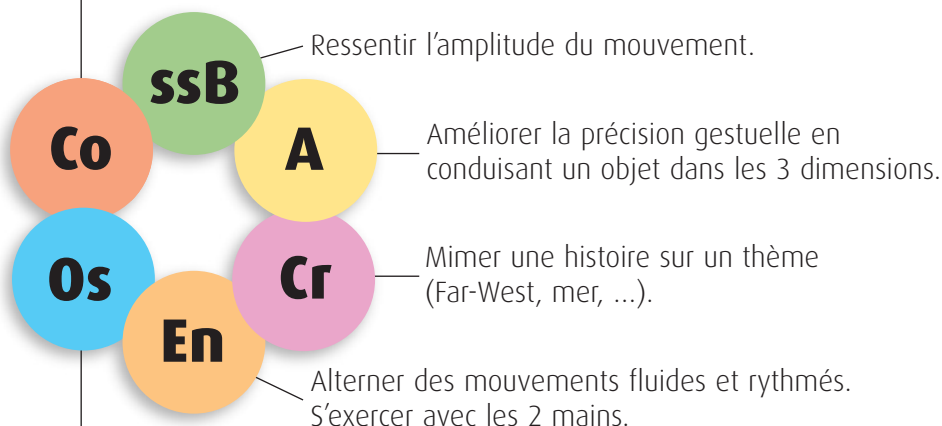 ssB
Ressentir l'amplitude du mouvement.
Co
A
Améliorer la précision gestuelle en
conduisant un objet dans les 3 dimensions.
Os
Cr
Mimer une histoire sur un thème
(Far-West, mer, ...).
En
Alterner des mouvements fluides et rythmés.
S'exercer avec les 2 mains.